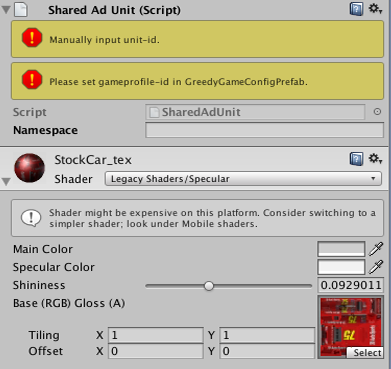 Shared Ad Unit (Script)
Manually input unit-id.
Please set gameprofile-id in GreedyGameConfigPrefab.
Script SharedAdUnit
Namespace
StockCar_tex
Shader Legacy Shaders/Specular
Shader might be expensive on this platform. Consider switching to a
simpler shader; look under Mobile shaders.
Main Color
Specular Color
Shininess 0.0929011
Base (RGB) Gloss (A)
75
Tiling X 1 Y 1
Offset X 0 Y 0
Select